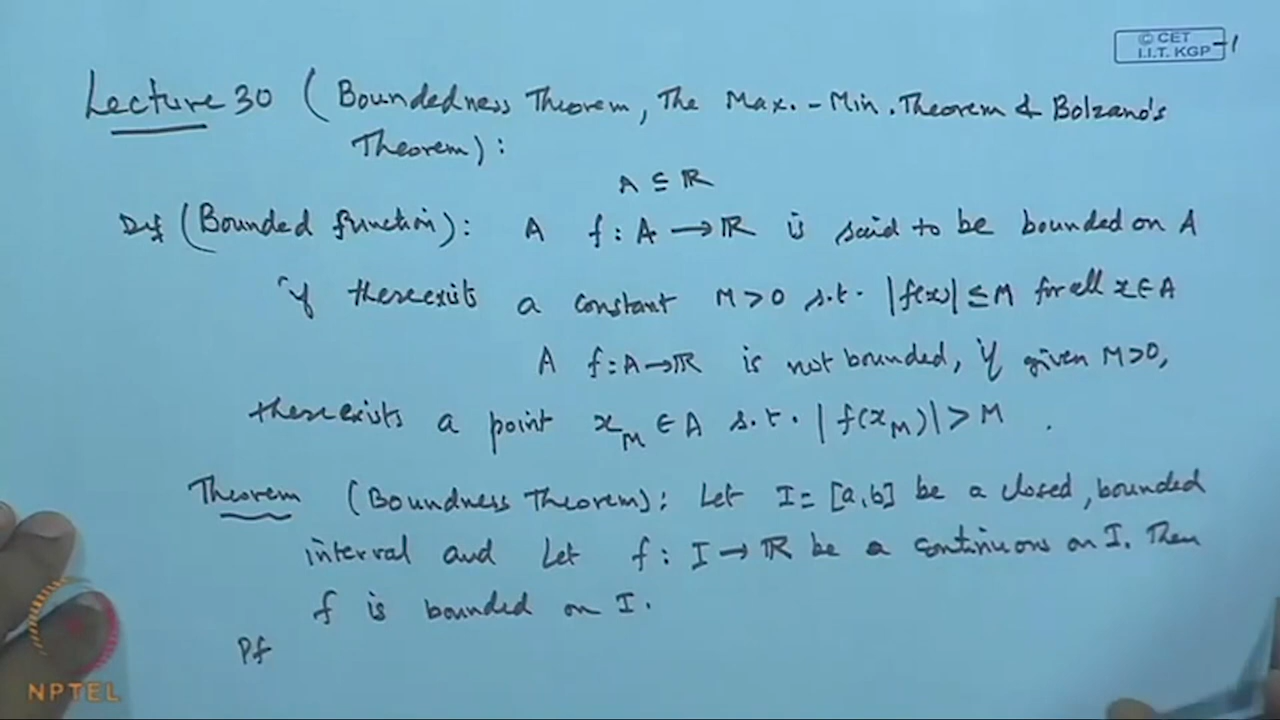 © CET
I.I.T. KGP -1
Lecture 30 (Boundedness Theorem, The Max.-Min. Theorem & Bolzano's
Theorem):
A ⊆ ℝ
Def (Bounded function): A f: A → ℝ is said to be bounded on A
if there exists a constant M>0 s.t. |f(x)| ≤ M for all x ∈ A
A f: A → ℝ is not bounded, if given M>0,
there exists a point x_M ∈ A s.t. |f(x_M)| > M.
Theorem (Boundness Theorem): Let I = [a,b] be a closed, bounded
interval and Let f: I → ℝ be a continuous on I. Then
f is bounded on I.
Pf
NPTEL